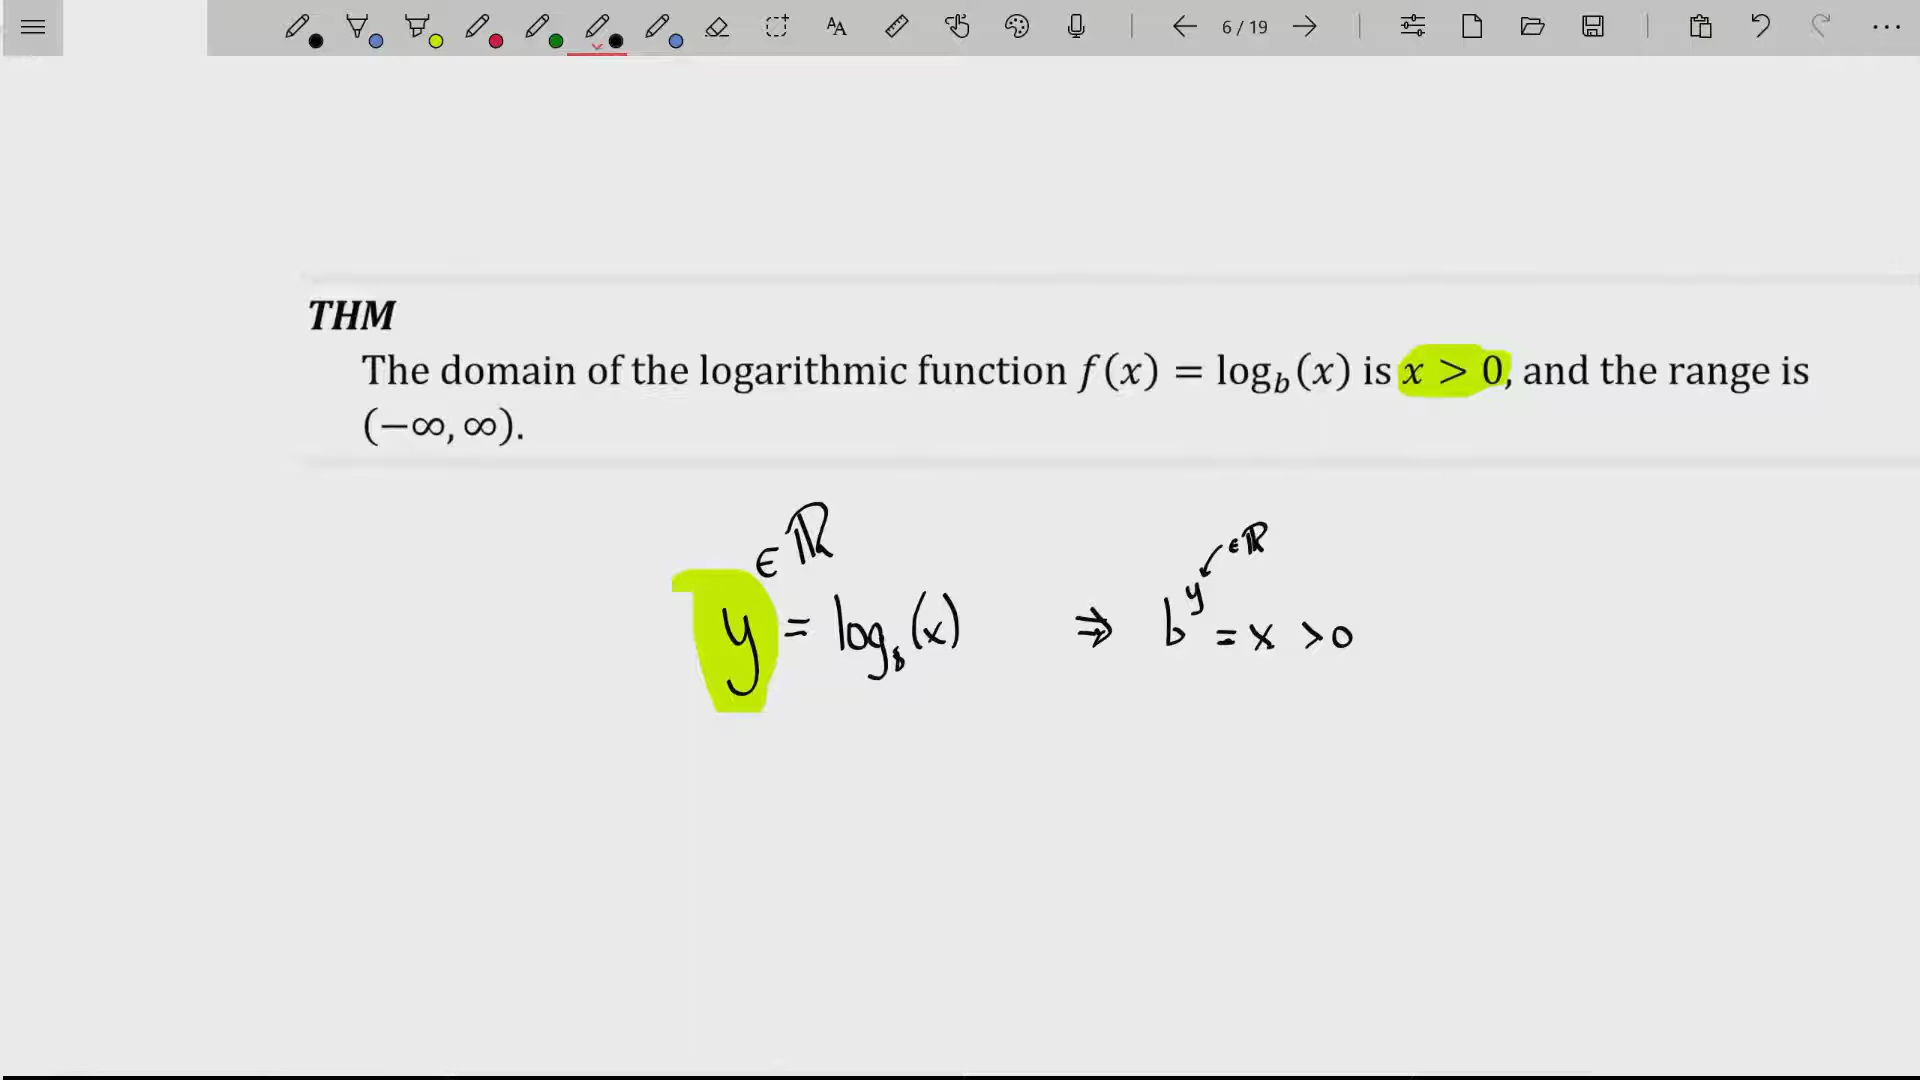 6 / 19
THM
The domain of the logarithmic function f(x) = log_b(x) is x > 0, and the range is
(−∞, ∞).
y ∈ ℝ = log_b(x) ⇒ b^y ← ∈ ℝ = x > 0